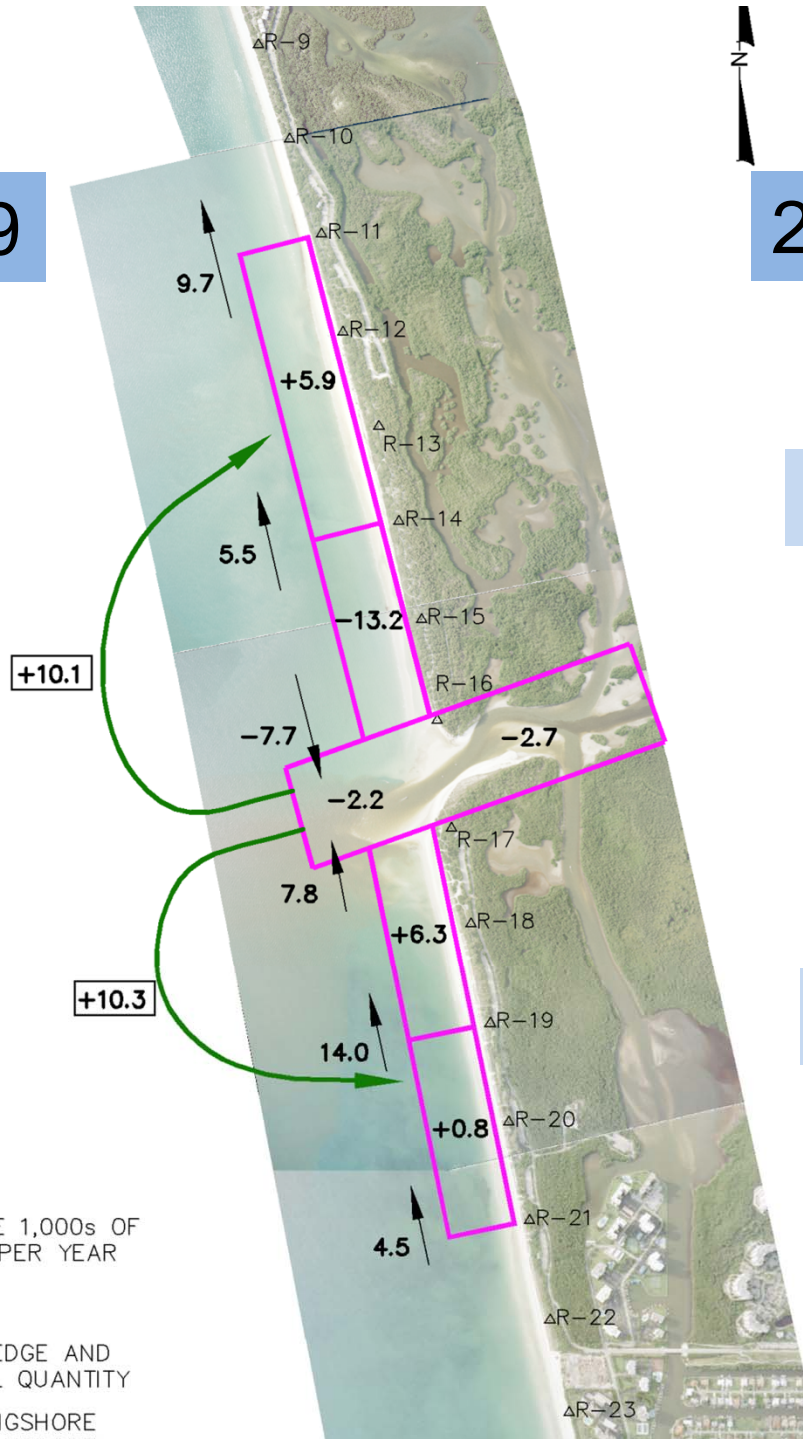 R-9
N
R-10
9
2
R-11
9.7
R-12
+5.9
R-13
R-14
5.5
-13.2
R-15
+10.1
R-16
-7.7
-2.7
-2.2
R-17
7.8
R-18
+6.3
+10.3
R-19
14.0
R-20
+0.8
R-21
4.5
E 1,000s OF
PER YEAR
R-22
EDGE AND
QUANTITY
R-23
NGSHORE